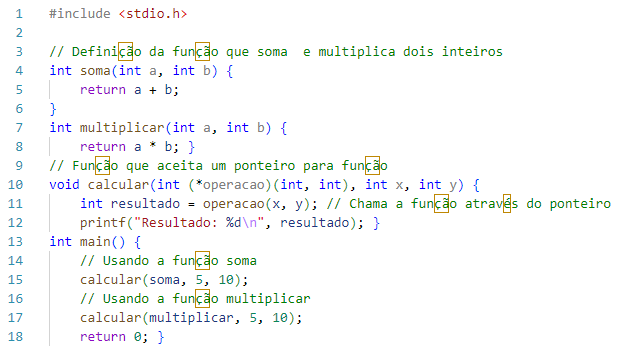 1 #include <stdio.h>
2
3 // Definição da função que soma  e multiplica dois inteiros
4 int soma(int a, int b) {
5     return a + b;
6 }
7 int multiplicar(int a, int b) {
8     return a * b; }
9 // Função que aceita um ponteiro para função
10 void calcular(int (*operacao)(int, int), int x, int y) {
11     int resultado = operacao(x, y); // Chama a função através do ponteiro
12     printf("Resultado: %d\n", resultado); }
13 int main() {
14     // Usando a função soma
15     calcular(soma, 5, 10);
16     // Usando a função multiplicar
17     calcular(multiplicar, 5, 10);
18     return 0; }